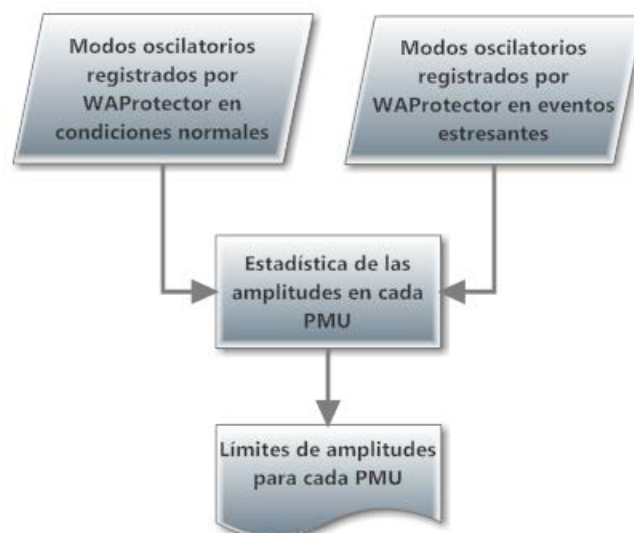 Modos oscilatorios
registrados por
WAProtector en
condiciones normales
Modos oscilatorios
registrados por
WAProtector en eventos
estresantes
Estadística de las
amplitudes en cada
PMU
Límites de amplitudes
para cada PMU